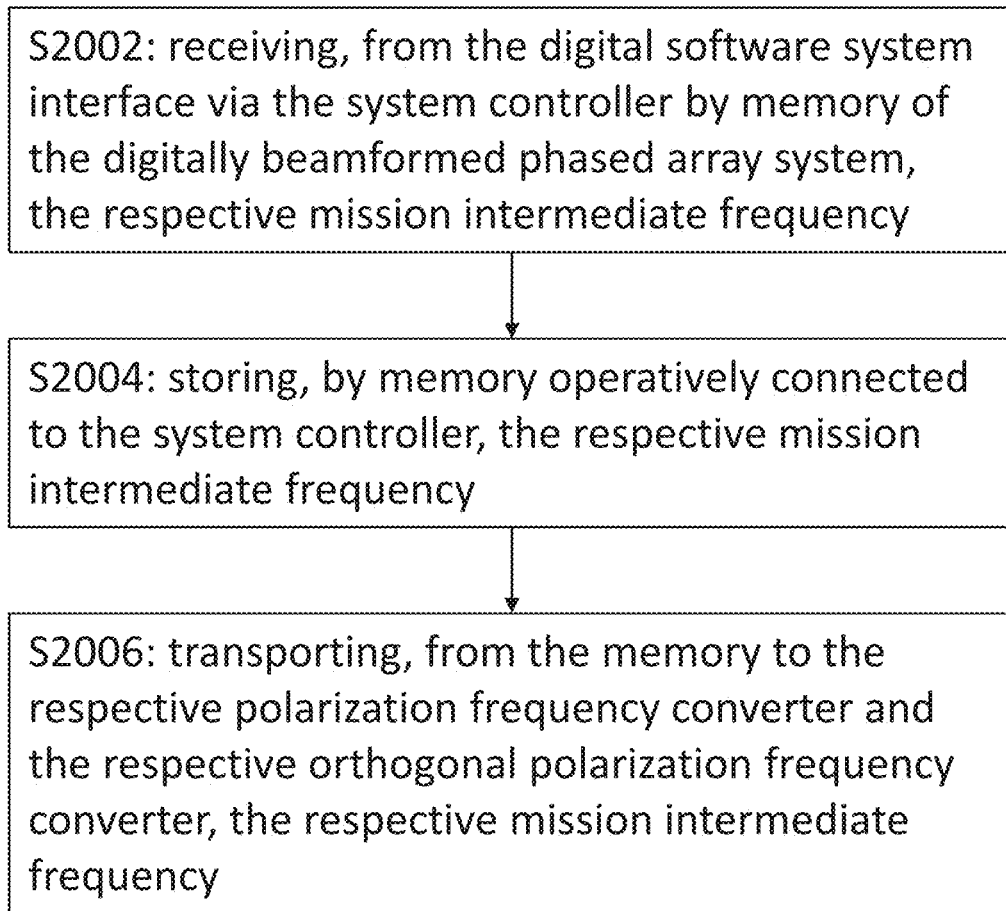 S2002: receiving, from the digital software system
interface via the system controller by memory of
the digitally beamformed phased array system,
the respective mission intermediate frequency
S2004: storing, by memory operatively connected
to the system controller, the respective mission
intermediate frequency
S2006: transporting, from the memory to the
respective polarization frequency converter and
the respective orthogonal polarization frequency
converter, the respective mission intermediate
frequency